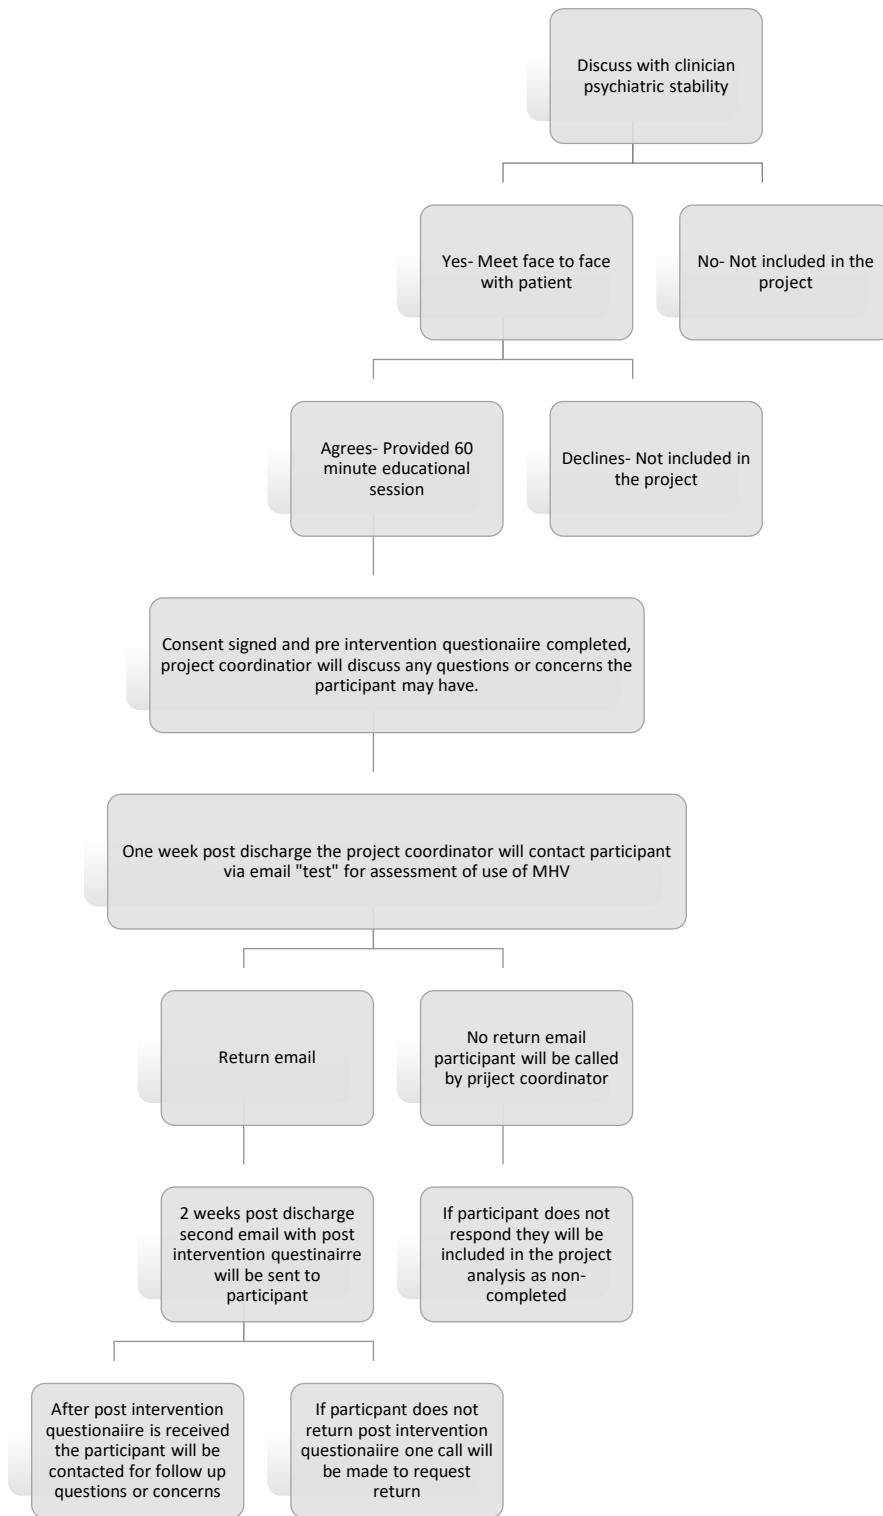 Discuss with clinician
psychiatric stability
Yes- Meet face to face
with patient
No- Not included in the
project
Agrees- Provided 60
minute educational
session
Declines- Not included in
the project
Consent signed and pre intervention questionaiire completed,
project coordinatior will discuss any questions or concerns the
participant may have.
One week post discharge the project coordinator will contact participant
via email "test" for assessment of use of MHV
Return email
No return email
participant will be called
by priject coordinator
2 weeks post discharge
second email with post
intervention questinairre
will be sent to
participant
If participant does not
respond they will be
included in the project
analysis as non-
completed
After post intervention
questionaiire is received
the participant will be
contacted for follow up
questions or concerns
If particpant does not
return post intervention
questionaiire one call will
be made to request
return